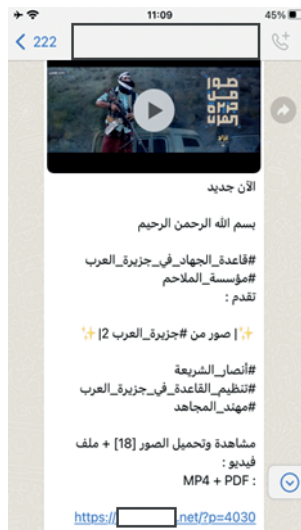 11:09
45%
222
الآن جديد
بسم الله الرحمن الرحيم
#قاعدة_الجهاد_في_جزيرة_العرب
#مؤسسة_الملاحم
تقدم :
✨| صور من #جزيرة_العرب 2| ✨
#أنصار_الشريعة
#تنظيم_القاعدة_في_جزيرة_العرب
#مهند_المجاهد
مشاهدة وتحميل الصور [18] + ملف
فيديو :
MP4 + PDF :
https:// .net/?p=4030